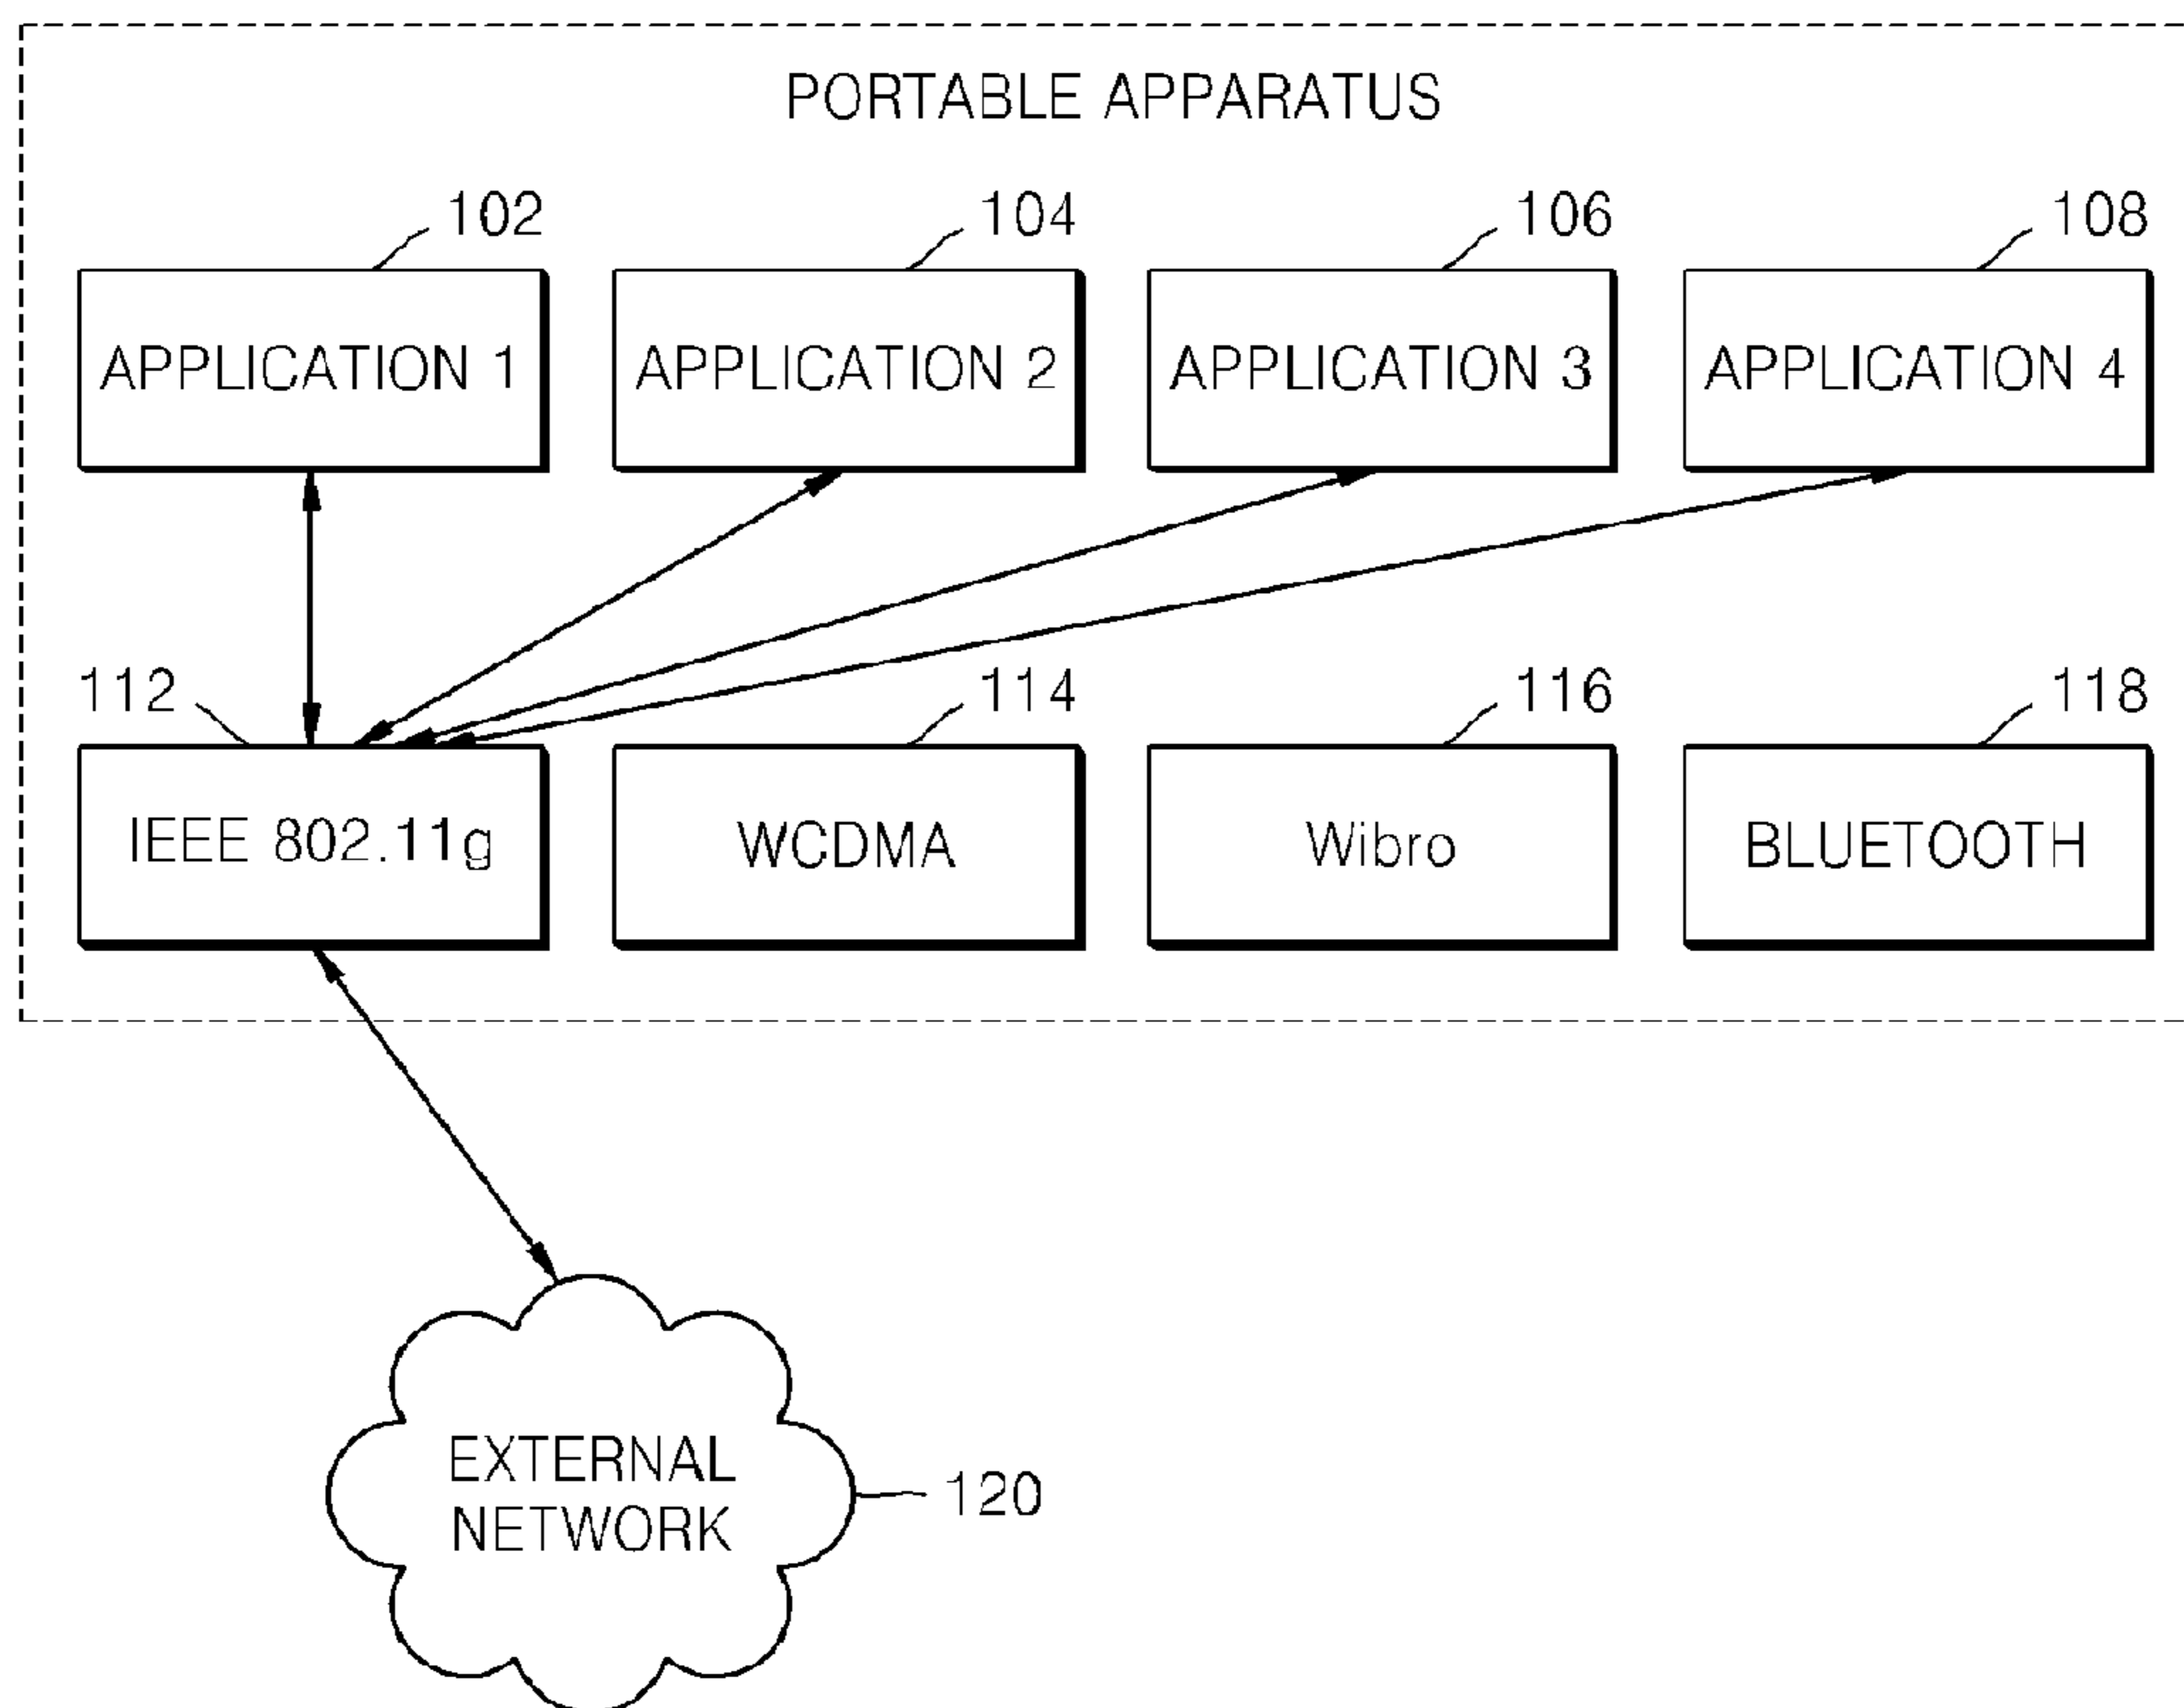 PORTABLE APPARATUS
102 104 106 108
APPLICATION 1 APPLICATION 2 APPLICATION 3 APPLICATION 4
112 114 116 118
IEEE 802.11g WCDMA Wibro BLUETOOTH
EXTERNAL
NETWORK
120